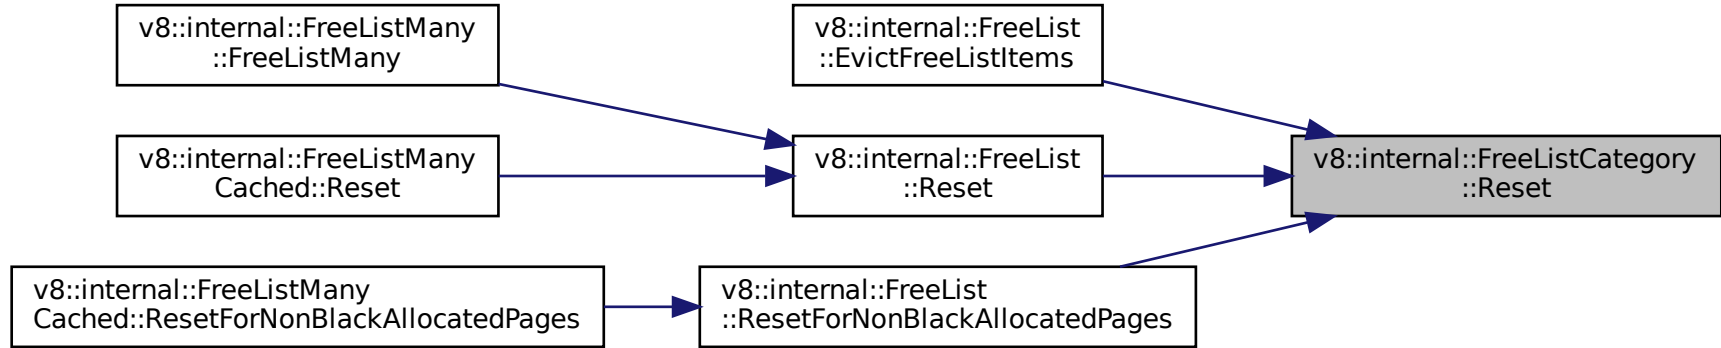 v8::internal::FreeListMany
::FreeListMany
v8::internal::FreeList
::EvictFreeListItems
v8::internal::FreeListMany
Cached::Reset
v8::internal::FreeList
::Reset
v8::internal::FreeListCategory
::Reset
v8::internal::FreeListMany
Cached::ResetForNonBlackAllocatedPages
v8::internal::FreeList
::ResetForNonBlackAllocatedPages